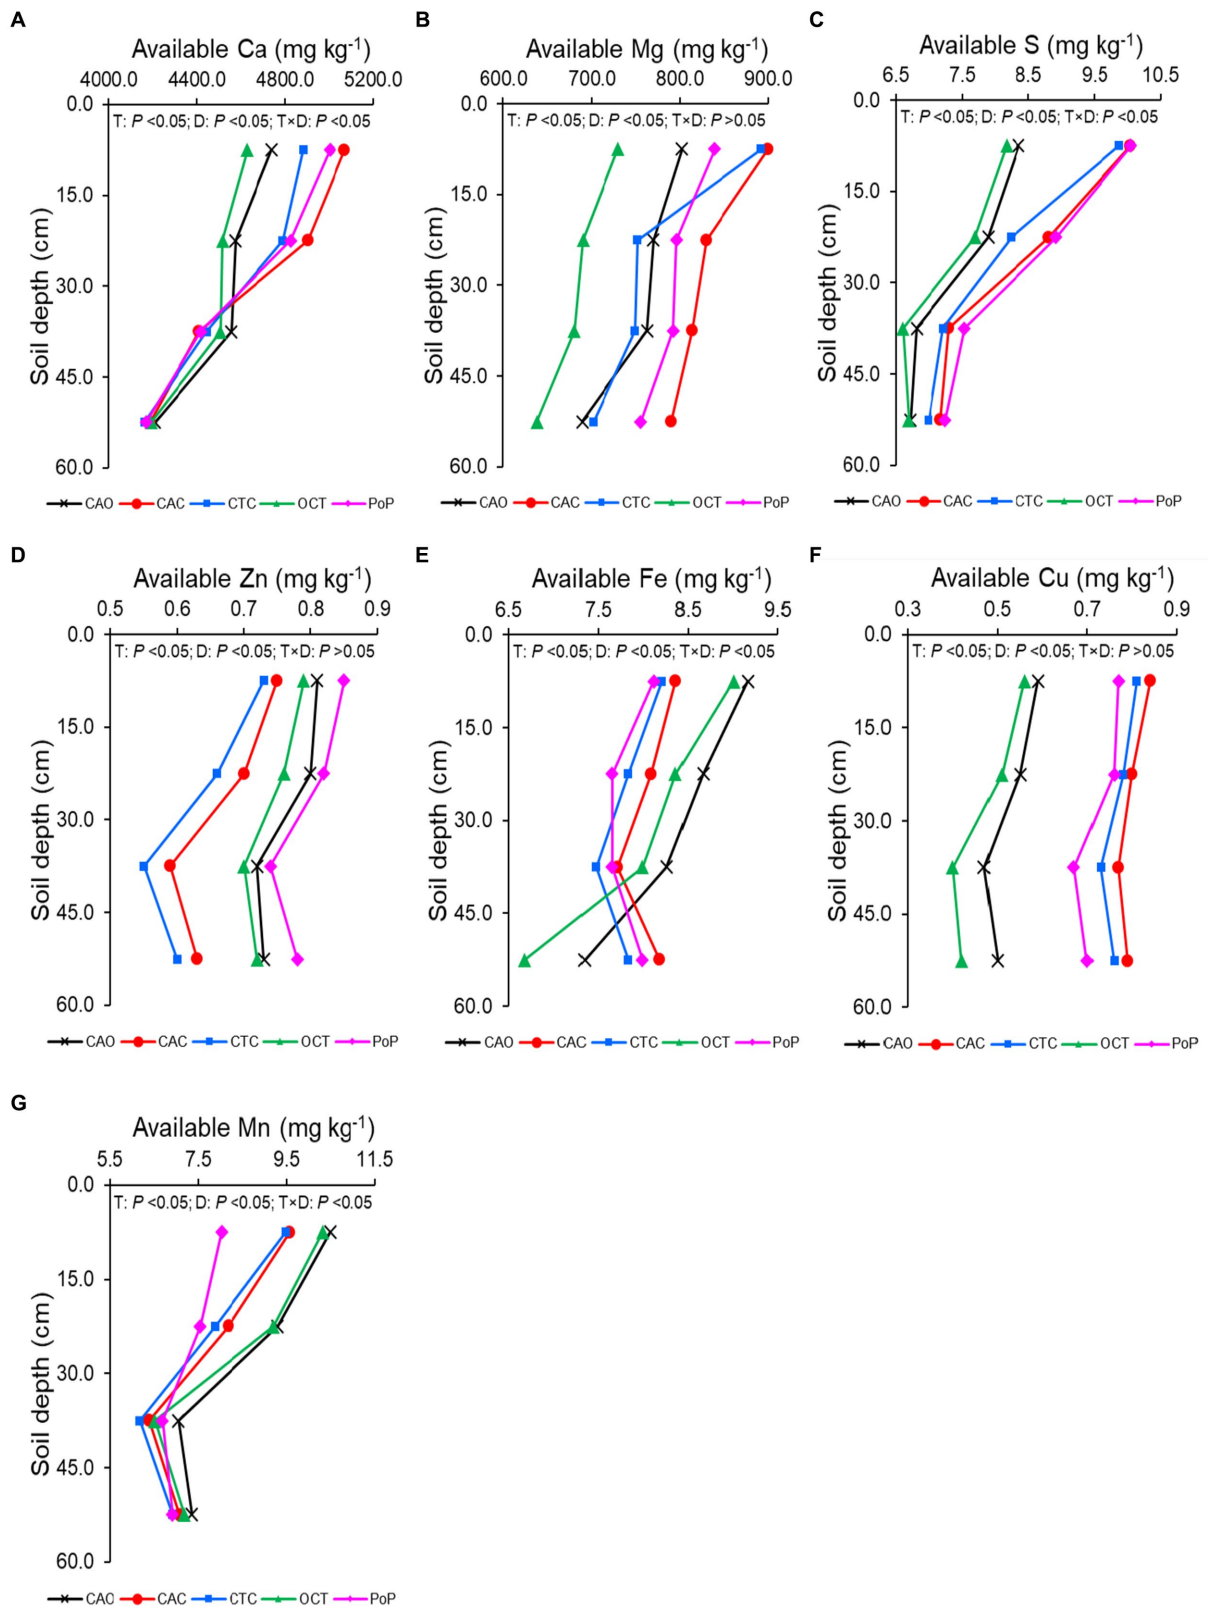 A
Available Ca (mg kg-1)
4000.0 4400.0 4800.0 5200.0
T: P <0.05; D: P <0.05; T×D: P <0.05
0.0
15.0
30.0
45.0
60.0
Soil depth (cm)
CAO CAC CTC OCT PoP
B
Available Mg (mg kg-1)
600.0 700.0 800.0 900.0
T: P <0.05; D: P <0.05; T×D: P >0.05
0.0
15.0
30.0
45.0
60.0
Soil depth (cm)
CAO CAC CTC OCT PoP
C
Available S (mg kg-1)
6.5 7.5 8.5 9.5 10.5
T: P <0.05; D: P <0.05; T×D: P <0.05
0.0
15.0
30.0
45.0
60.0
Soil depth (cm)
CAO CAC CTC OCT PoP
D
Available Zn (mg kg-1)
0.5 0.6 0.7 0.8 0.9
T: P <0.05; D: P <0.05; T×D: P >0.05
0.0
15.0
30.0
45.0
60.0
Soil depth (cm)
CAO CAC CTC OCT PoP
E
Available Fe (mg kg-1)
6.5 7.5 8.5 9.5
T: P <0.05; D: P <0.05; T×D: P <0.05
0.0
15.0
30.0
45.0
60.0
Soil depth (cm)
CAO CAC CTC OCT PoP
F
Available Cu (mg kg-1)
0.3 0.5 0.7 0.9
T: P <0.05; D: P <0.05; T×D: P >0.05
0.0
15.0
30.0
45.0
60.0
Soil depth (cm)
CAO CAC CTC OCT PoP
G
Available Mn (mg kg-1)
5.5 7.5 9.5 11.5
T: P <0.05; D: P <0.05; T×D: P <0.05
0.0
15.0
30.0
45.0
60.0
Soil depth (cm)
CAO CAC CTC OCT PoP